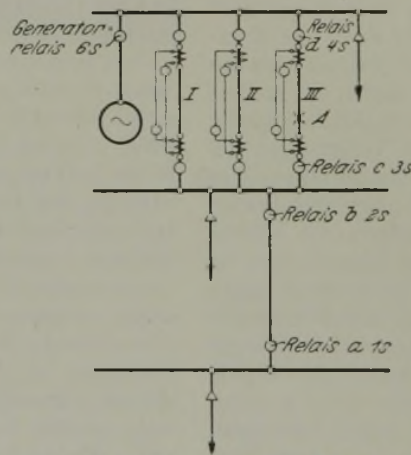 Generator-
relais 6s
Relais
d 4s
I
II
III
A
Relais c 3s
Relais b 2s
Relais a 1s